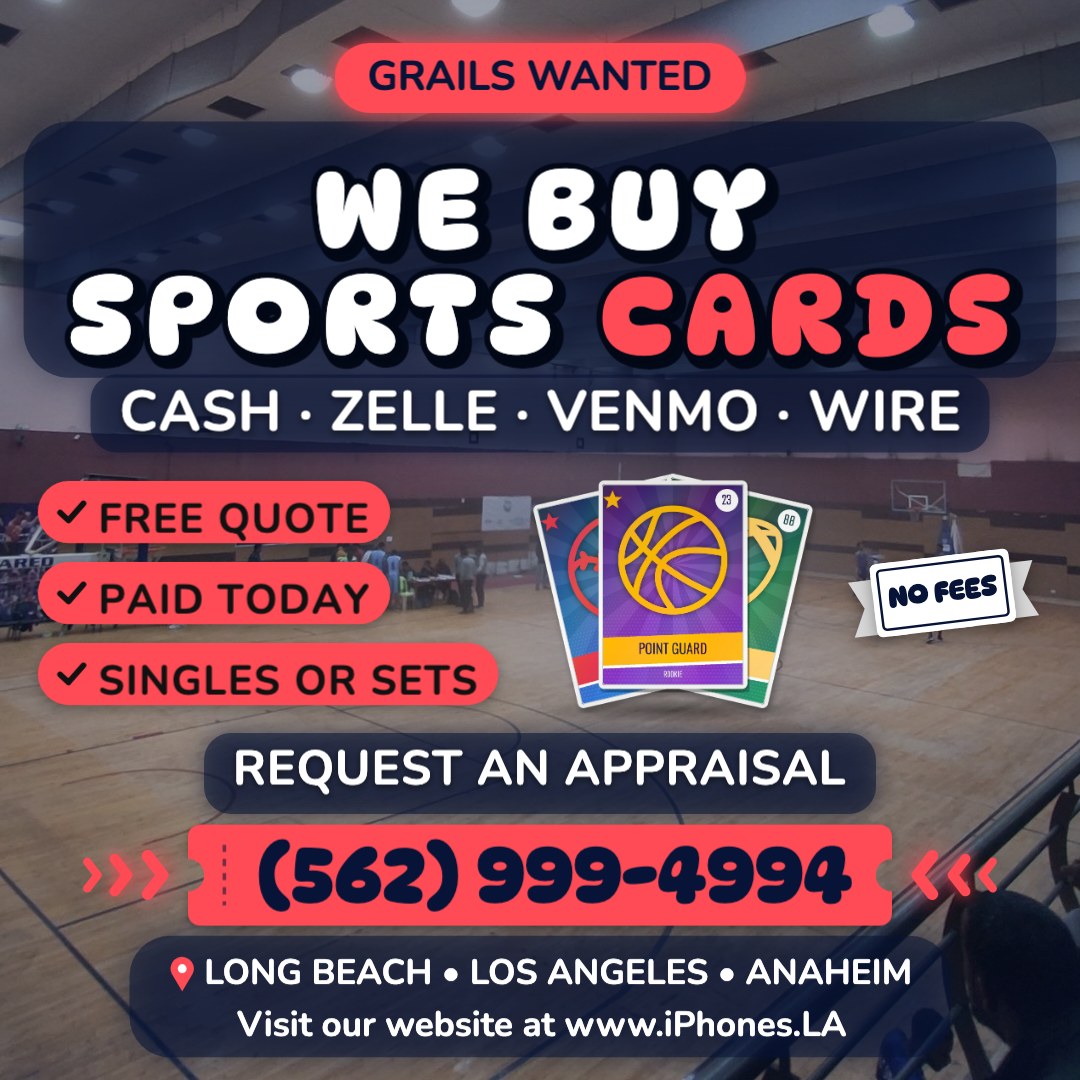 GRAILS WANTED
WE BUY
SPORTS CARDS
CASH · ZELLE · VENMO · WIRE
FREE QUOTE
PAID TODAY
SINGLES OR SETS
23
88
POINT GUARD
ROOKIE
NO FEES
ARED
REQUEST AN APPRAISAL
(562) 999-4994
LONG BEACH • LOS ANGELES • ANAHEIM
Visit our website at www.iPhones.LA